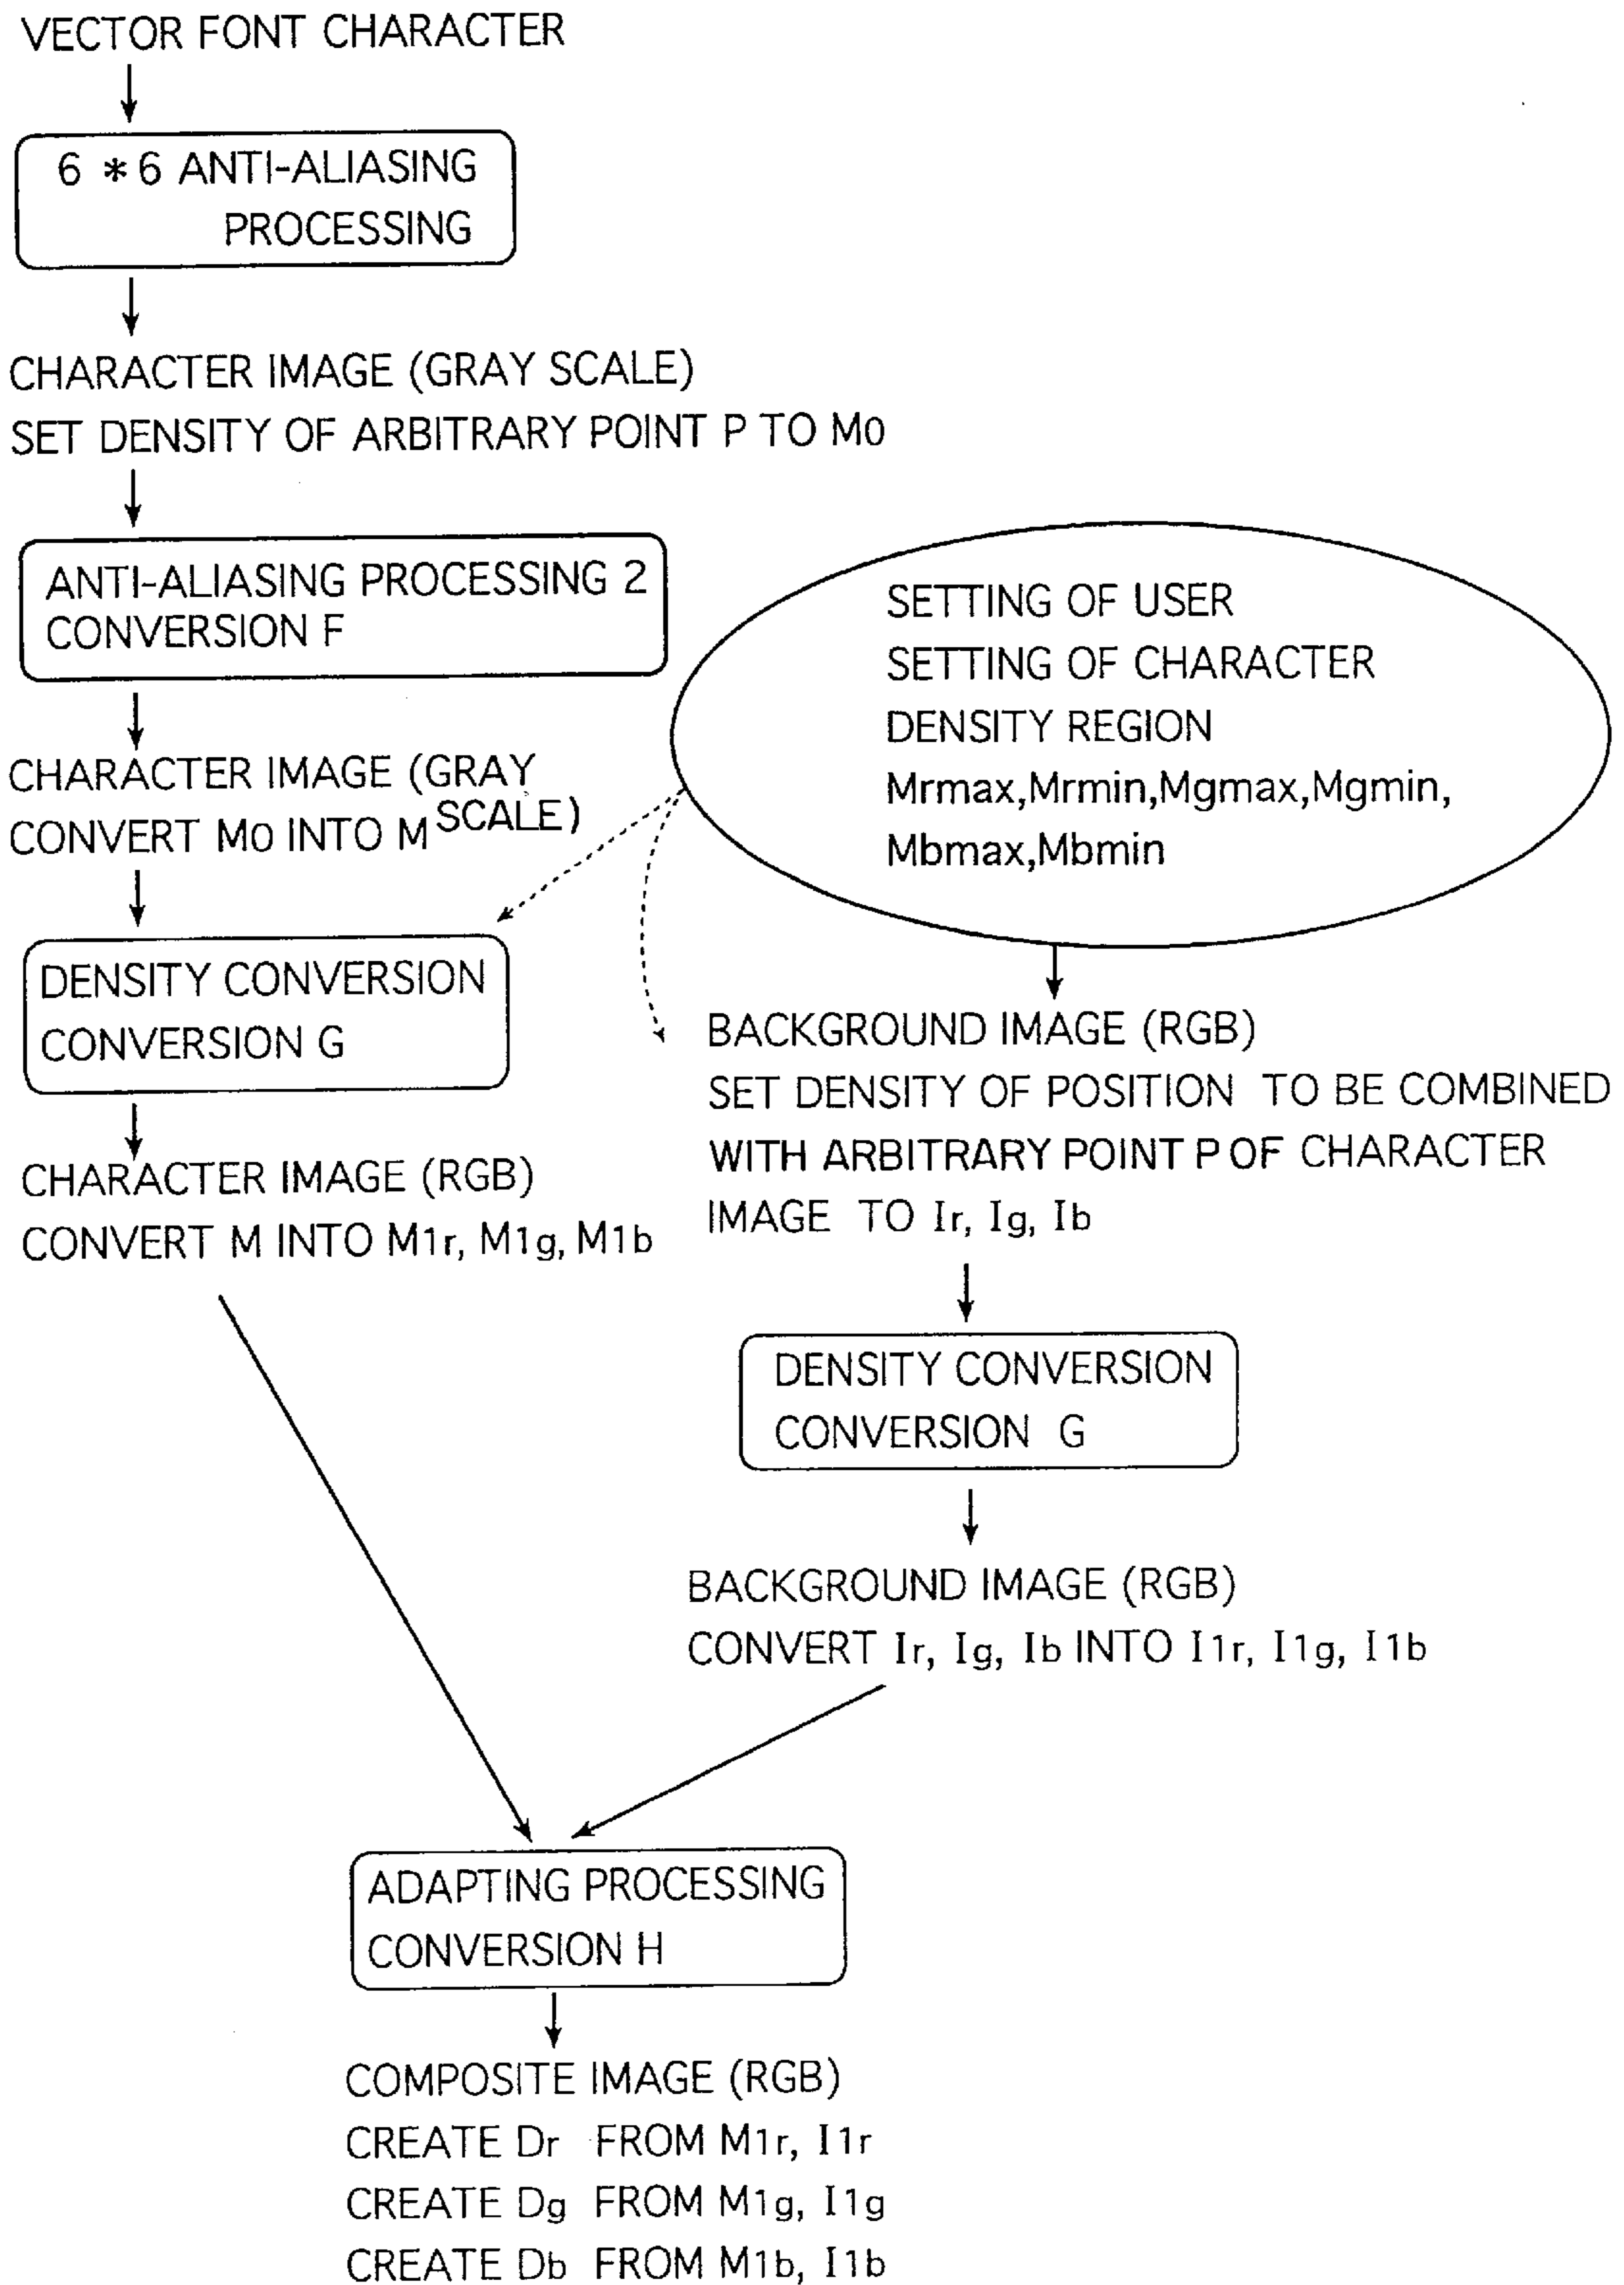 VECTOR FONT CHARACTER
6 *6 ANTI-ALIASING
PROCESSING
CHARACTER IMAGE (GRAY SCALE)
SET DENSITY OF ARBITRARY POINT P TO M0
ANTI-ALIASING PROCESSING 2
CONVERSION F
CHARACTER IMAGE (GRAY
SCALE)
CONVERT M0 INTO M
DENSITY CONVERSION
CONVERSION G
CHARACTER IMAGE (RGB)
CONVERT M INTO M1r, M1g, M1b
SETTING OF USER
SETTING OF CHARACTER
DENSITY REGION
Mrmax,Mrmin,Mgmax,Mgmin,
Mbmax,Mbmin
BACKGROUND IMAGE (RGB)
SET DENSITY OF POSITION TO BE COMBINED
WITH ARBITRARY POINT P OF CHARACTER
IMAGE TO Ir, Ig, Ib
DENSITY CONVERSION
CONVERSION G
BACKGROUND IMAGE (RGB)
CONVERT Ir, Ig, Ib INTO I1r, I1g, I1b
ADAPTING PROCESSING
CONVERSION H
COMPOSITE IMAGE (RGB)
CREATE Dr FROM M1r, I1r
CREATE Dg FROM M1g, I1g
CREATE Db FROM M1b, I1b